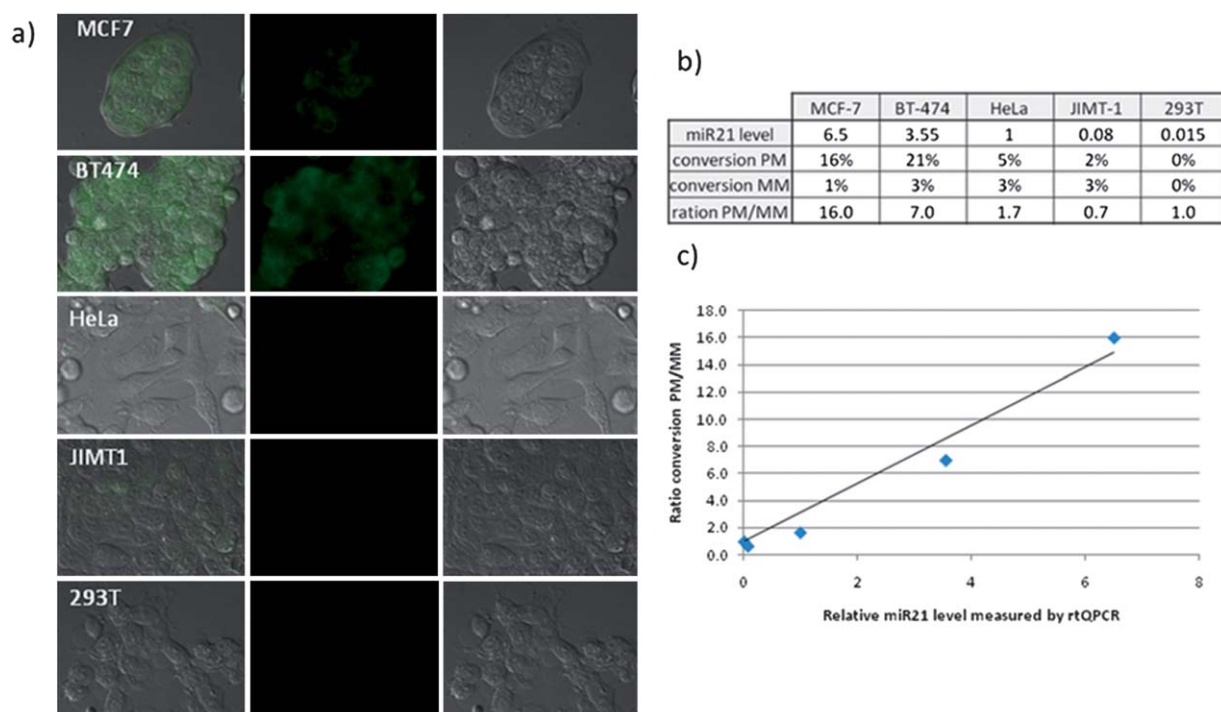 a)
MCF7
BT474
HeLa
JIMT1
293T
b)
MCF-7 BT-474 HeLa JIMT-1 293T
miR21 level 6.5 3.55 1 0.08 0.015
conversion PM 16% 21% 5% 2% 0%
conversion MM 1% 3% 3% 3% 0%
ration PM/MM 16.0 7.0 1.7 0.7 1.0
c)
Ratio conversion PM/MM
18.0
16.0
14.0
12.0
10.0
8.0
6.0
4.0
2.0
0.0
0 2 4 6 8
Relative miR21 level measured by rtQPCR